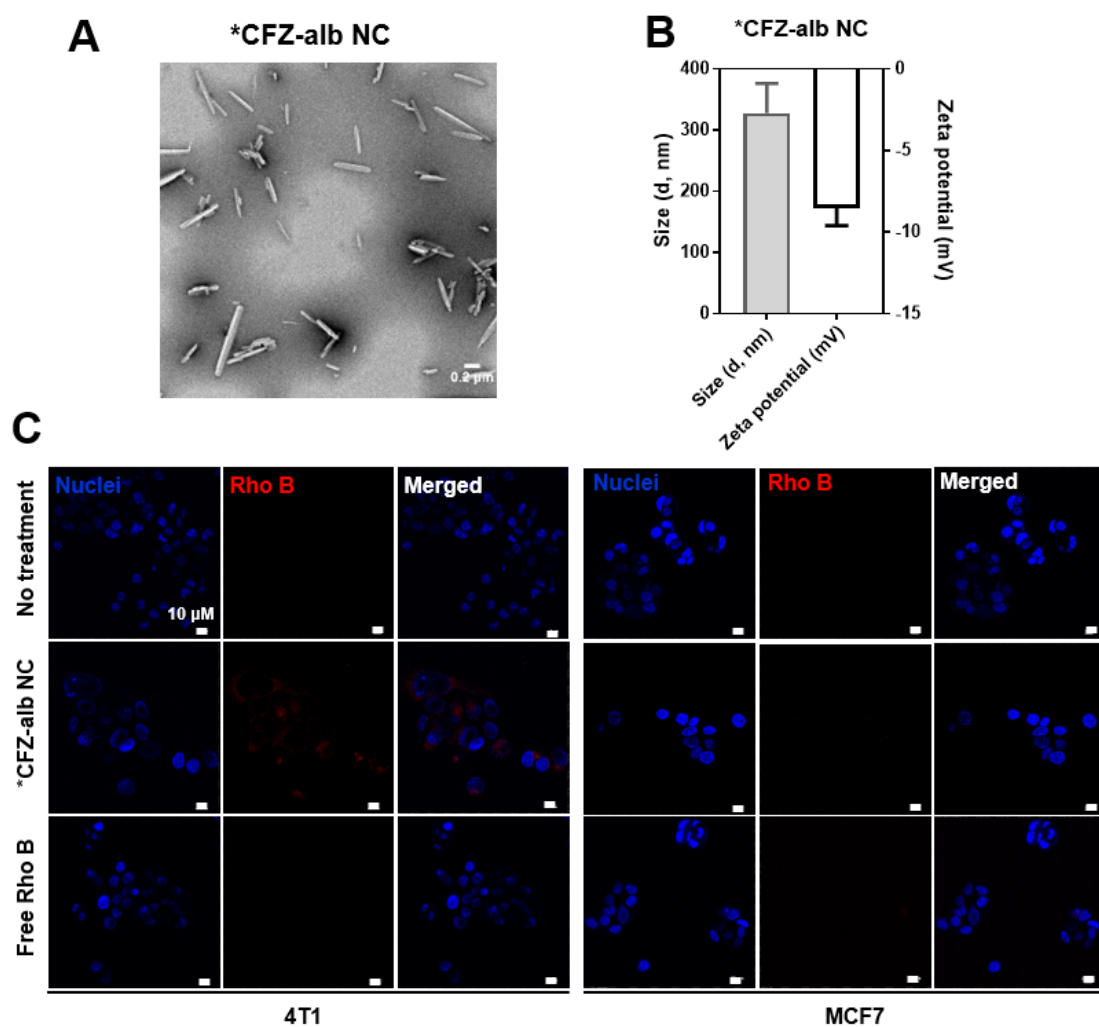 A
*CFZ-alb NC
0.2 µm
B
*CFZ-alb NC
400
300
200
100
0
Size (d, nm)
0
-5
-10
-15
Zeta potential (mV)
Size (d, nm)
Zeta potential (mV)
C
No treatment
*CFZ-alb NC
Free Rho B
Nuclei
Rho B
Merged
10 µM
Nuclei
Rho B
Merged
4T1
MCF7